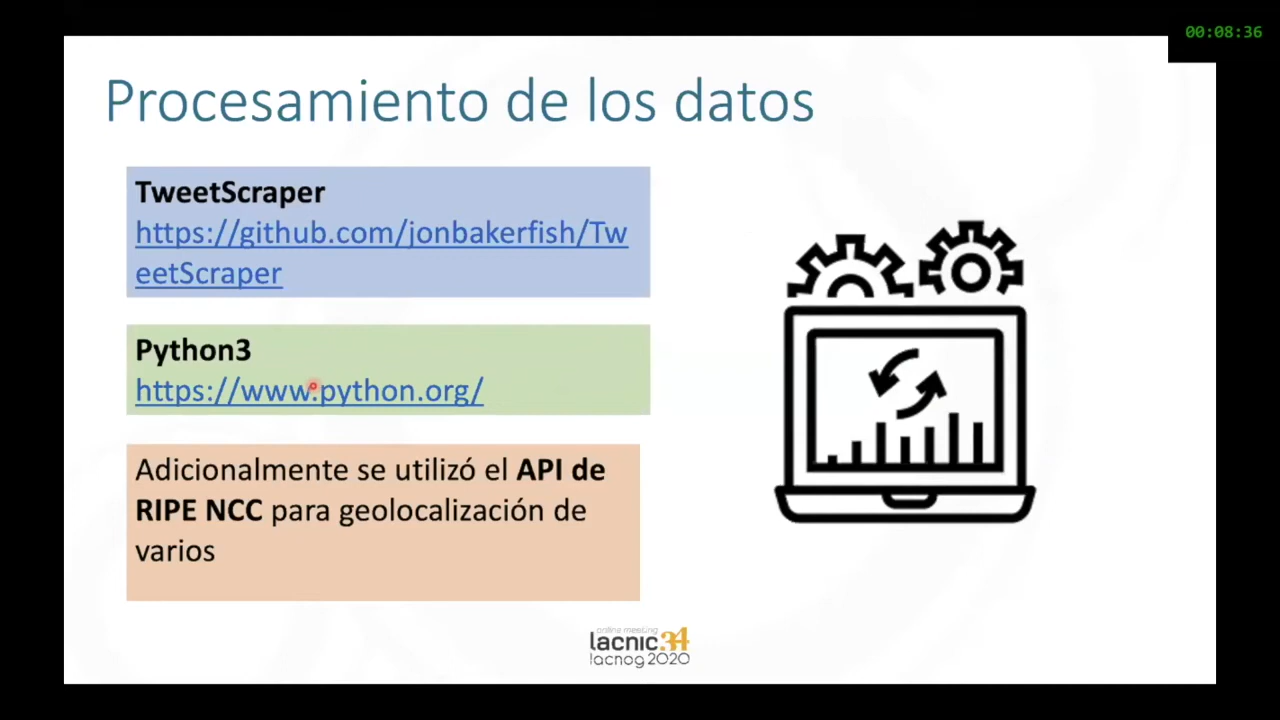 00:08:36
Procesamiento de los datos
TweetScraper
https://github.com/jonbakerfish/Tw
eetScraper
Python3
https://www.python.org/
Adicionalmente se utilizó el API de
RIPE NCC para geolocalización de
varios
online meeting
lacnic34
lacnog2020